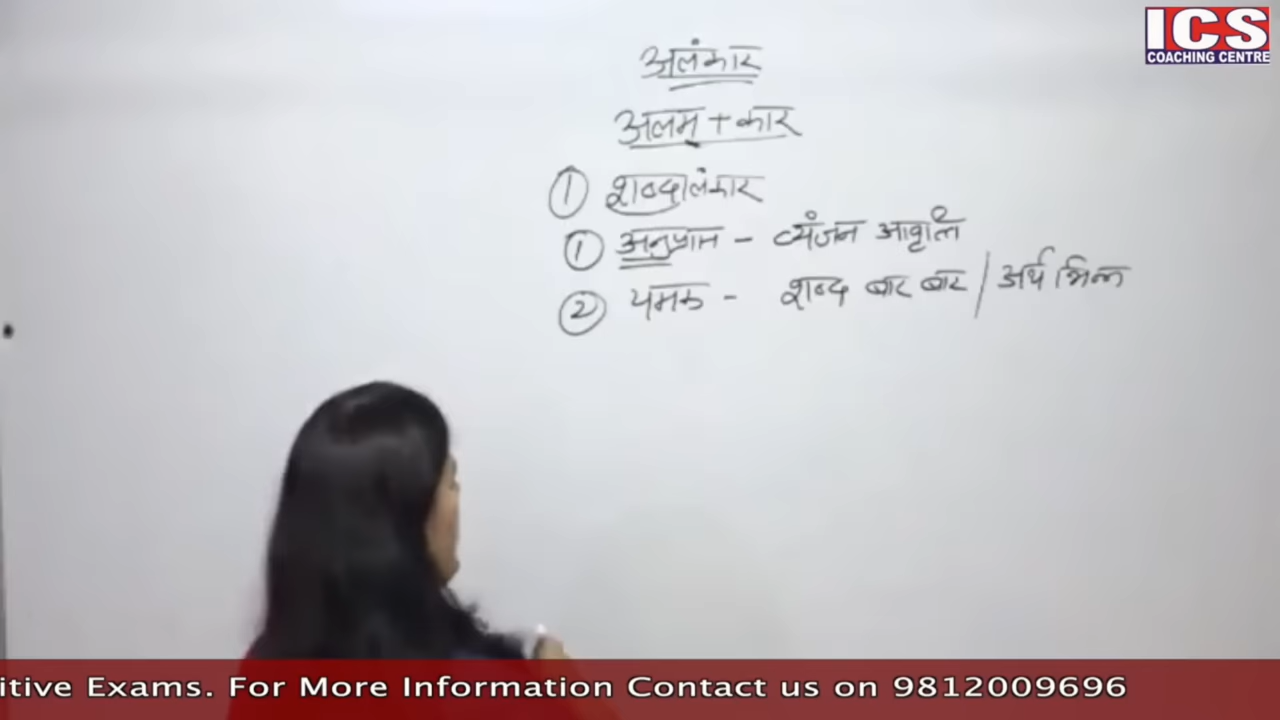 ICS
COACHING CENTRE
अलंकार
अलम् + कार
① शब्दालंकार
① अनुप्रास - व्यंजन आवृति
② यमक - शब्द बार बार / अर्थ भिन्न
itive Exams. For More Information Contact us on 9812009696